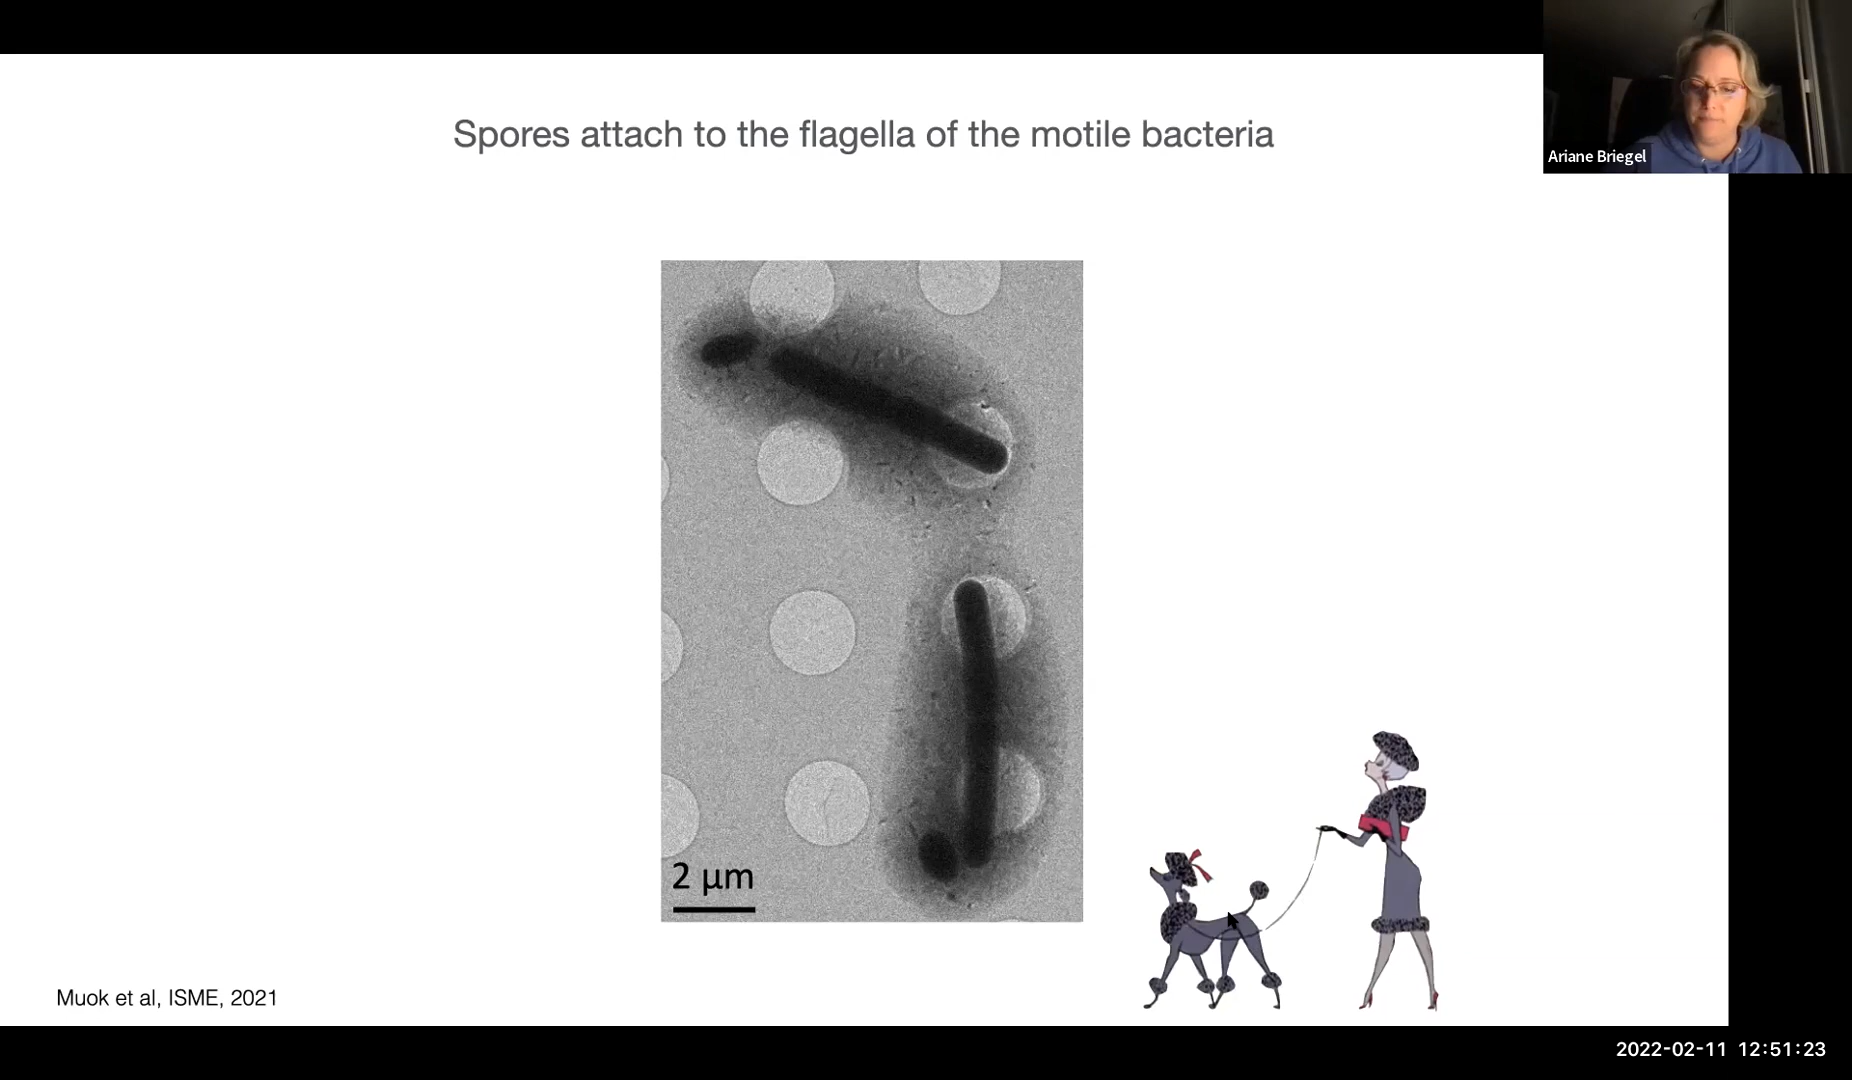 Spores attach to the flagella of the motile bacteria
Ariane Briegel
2 µm
Muok et al, ISME, 2021
2022-02-11 12:51:23